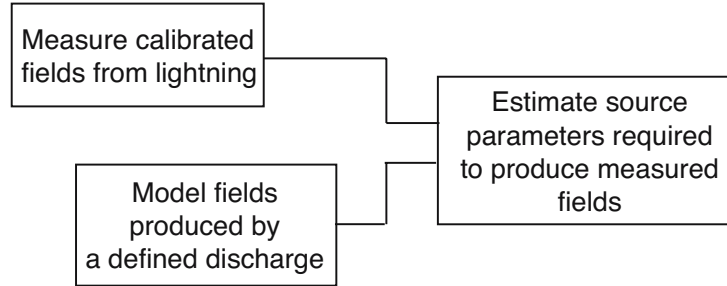 Measure calibrated
fields from lightning
Estimate source
parameters required
to produce measured
fields
Model fields
produced by
a defined discharge